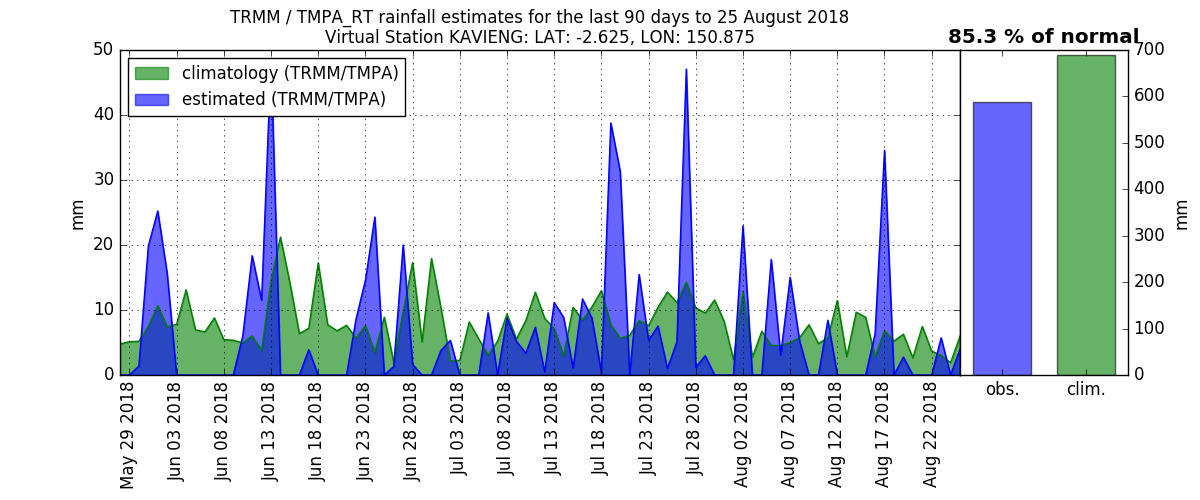 TRMM / TMPA_RT rainfall estimates for the last 90 days to 25 August 2018
Virtual Station KAVIENG: LAT: -2.625, LON: 150.875
85.3 % of normal
climatology (TRMM/TMPA)
estimated (TRMM/TMPA)
50
40
30
20
10
0
mm
May 29 2018
Jun 03 2018
Jun 08 2018
Jun 13 2018
Jun 18 2018
Jun 23 2018
Jun 28 2018
Jul 03 2018
Jul 08 2018
Jul 13 2018
Jul 18 2018
Jul 23 2018
Jul 28 2018
Aug 02 2018
Aug 07 2018
Aug 12 2018
Aug 17 2018
Aug 22 2018
obs.
clim.
700
600
500
400
300
200
100
0
mm